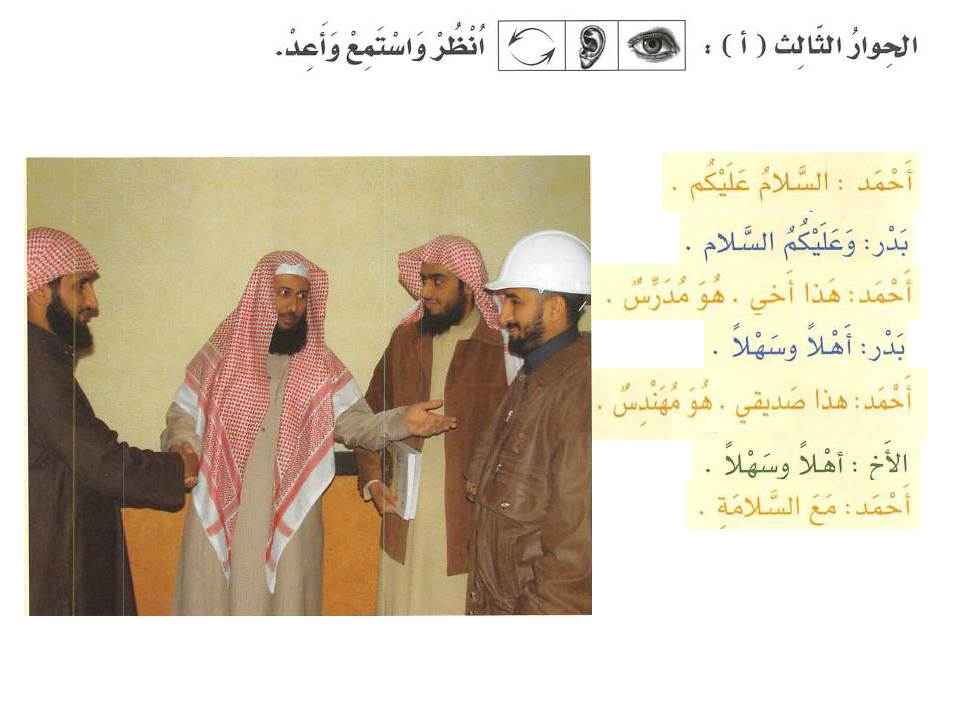 الحِوارُ الثّالِث ( أ ) : اُنْظُرْ وَاسْتَمِعْ وَأَعِدْ.
أَحْمَد : السَّلامُ عَلَيْكُم .
بَدْر: وَعَلَيْكُمُ السَّلام .
أَحْمَد: هَذا أَخي . هُوَ مُدَرِّسٌ .
بَدْر: أَهْلاً وسَهْلاً .
أَحْمَد: هذا صَديقي . هُوَ مُهَنْدِسٌ .
الأَخ : أهْلاً وسَهْلاً .
أَحْمَد: مَعَ السَّلامَةِ .